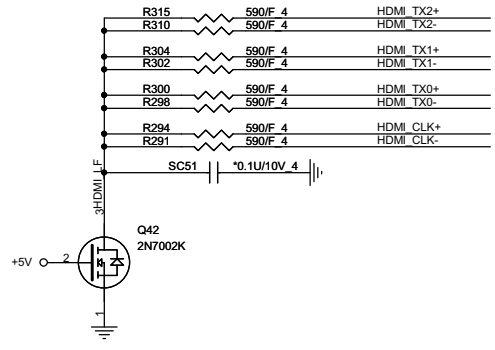 R315 590/F_4 HDMI_TX2+
R310 590/F_4 HDMI_TX2-
R304 590/F_4 HDMI_TX1+
R302 590/F_4 HDMI_TX1-
R300 590/F_4 HDMI_TX0+
R298 590/F_4 HDMI_TX0-
R294 590/F_4 HDMI_CLK+
R291 590/F_4 HDMI_CLK-
SC51 *0.1U/10V_4
HDMI_LF
3
Q42
2N7002K
+5V 2
1